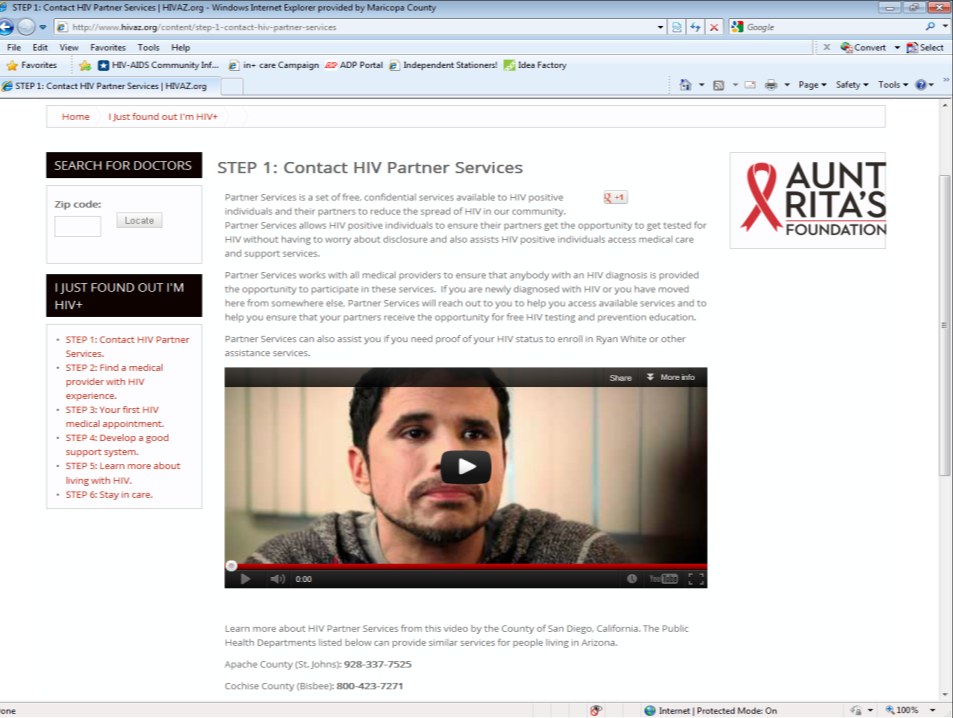 STEP 1: Contact HIV Partner Services | HIVAZ.org - Windows Internet Explorer provided by Maricopa County
http://www.hivaz.org/content/step-1-contact-hiv-partner-services
Google
File Edit View Favorites Tools Help
x Convert Select
Favorites HIV-AIDS Community Inf... in+ care Campaign ADP Portal Independent Stationers! Idea Factory
STEP 1: Contact HIV Partner Services | HIVAZ.org
Page Safety Tools
Home I Just found out I'm HIV+
SEARCH FOR DOCTORS
Zip code:
Locate
I JUST FOUND OUT I'M
HIV+
• STEP 1: Contact HIV Partner
Services.
• STEP 2: Find a medical
provider with HIV
experience.
• STEP 3: Your first HIV
medical appointment.
• STEP 4: Develop a good
support system.
• STEP 5: Learn more about
living with HIV.
• STEP 6: Stay in care.
STEP 1: Contact HIV Partner Services
+1
Partner Services is a set of free, confidential services available to HIV positive
individuals and their partners to reduce the spread of HIV in our community.
Partner Services allows HIV positive individuals to ensure their partners get the opportunity to get tested for
HIV without having to worry about disclosure and also assists HIV positive individuals access medical care
and support services.
Partner Services works with all medical providers to ensure that anybody with an HIV diagnosis is provided
the opportunity to participate in these services. If you are newly diagnosed with HIV or you have moved
here from somewhere else, Partner Services will reach out to you to help you access available services and to
help you ensure that your partners receive the opportunity for free HIV testing and prevention education.
Partner Services can also assist you if you need proof of your HIV status to enroll in Ryan White or other
assistance services.
Share More info
0:00
YouTube
Learn more about HIV Partner Services from this video by the County of San Diego, California. The Public
Health Departments listed below can provide similar services for people living in Arizona.
Apache County (St. Johns): 928-337-7525
Cochise County (Bisbee): 800-423-7271
AUNT
RITA'S
FOUNDATION
one
Internet | Protected Mode: On
100%